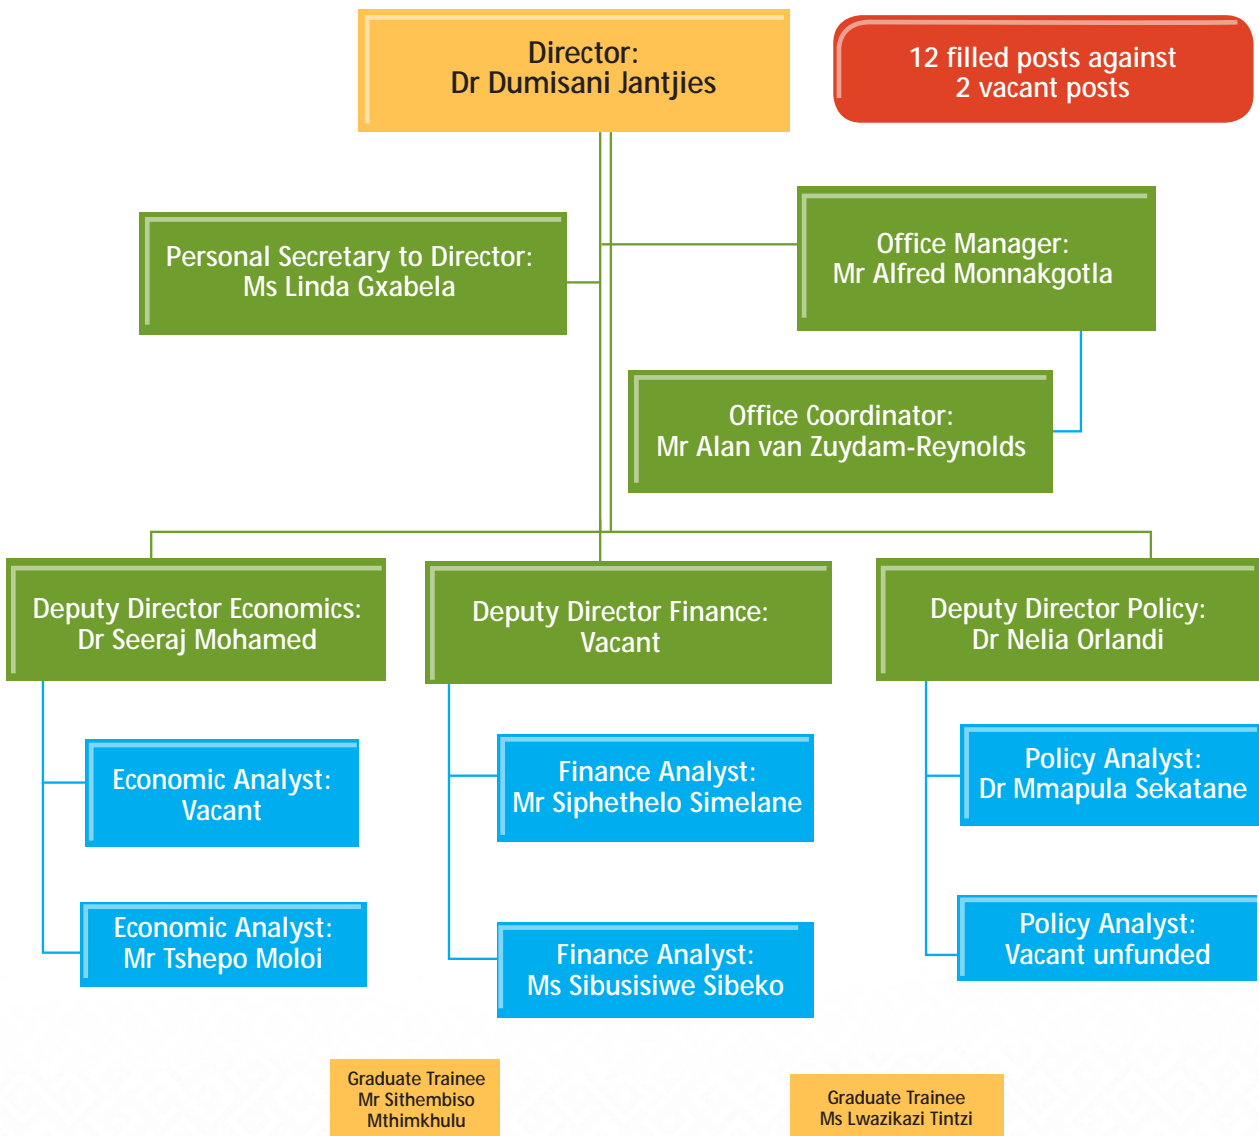 Director:
Dr Dumisani Jantjies
12 filled posts against
2 vacant posts
Personal Secretary to Director:
Ms Linda Gxabela
Office Manager:
Mr Alfred Monnakgotla
Office Coordinator:
Mr Alan van Zuydam-Reynolds
Deputy Director Economics:
Dr Seeraj Mohamed
Deputy Director Finance:
Vacant
Deputy Director Policy:
Dr Nelia Orlandi
Economic Analyst:
Vacant
Finance Analyst:
Mr Siphethelo Simelane
Policy Analyst:
Dr Mmapula Sekatane
Economic Analyst:
Mr Tshepo Moloi
Finance Analyst:
Ms Sibusisiwe Sibeko
Policy Analyst:
Vacant unfunded
Graduate Trainee
Mr Sithembiso
Mthimkhulu
Graduate Trainee
Ms Lwazikazi Tintzi